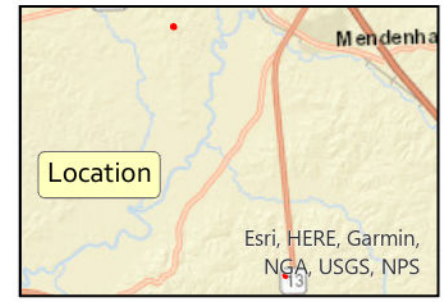 Mendenha
Location
Esri, HERE, Garmin,
NGA, USGS, NPS
13